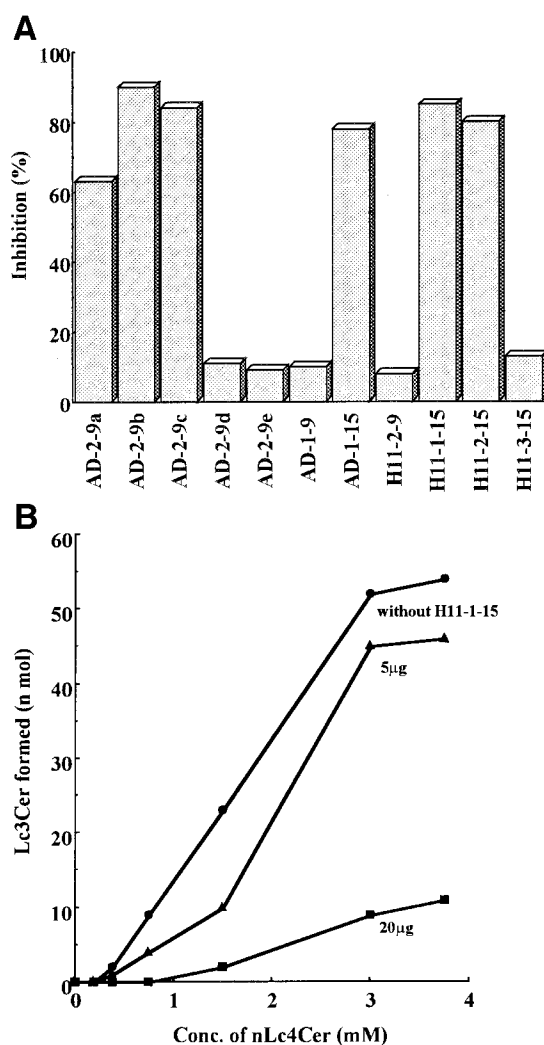 A
100
80
60
40
20
0
Inhibition (%)
AD-2-9a
AD-2-9b
AD-2-9c
AD-2-9d
AD-2-9e
AD-1-9
AD-1-15
H11-2-9
H11-1-15
H11-2-15
H11-3-15
B
60
50
40
30
20
10
0
Lc3Cer formed (n mol)
without H11-1-15
5μg
20μg
0 1 2 3 4
Conc. of nLc4Cer (mM)